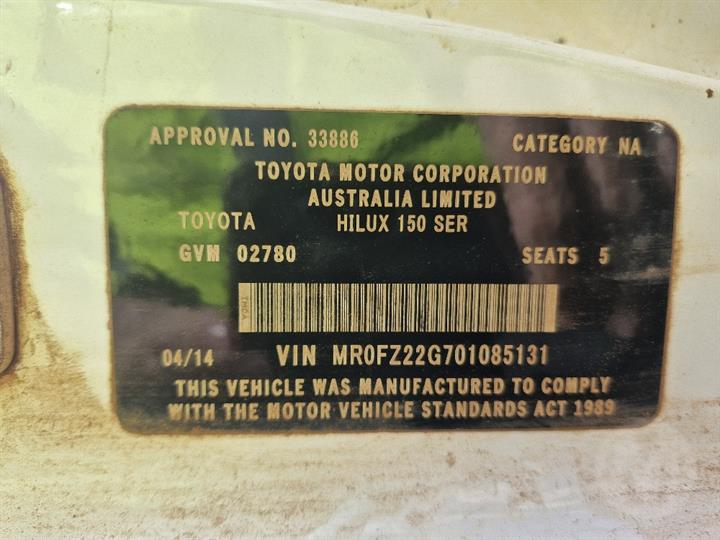 APPROVAL NO. 33886 CATEGORY NA
TOYOTA MOTOR CORPORATION
AUSTRALIA LIMITED
TOYOTA HILUX 150 SER
GVM 02780 SEATS 5
THCA
04/14 VIN MR0FZ22G701085131
THIS VEHICLE WAS MANUFACTURED TO COMPLY
WITH THE MOTOR VEHICLE STANDARDS ACT 1989